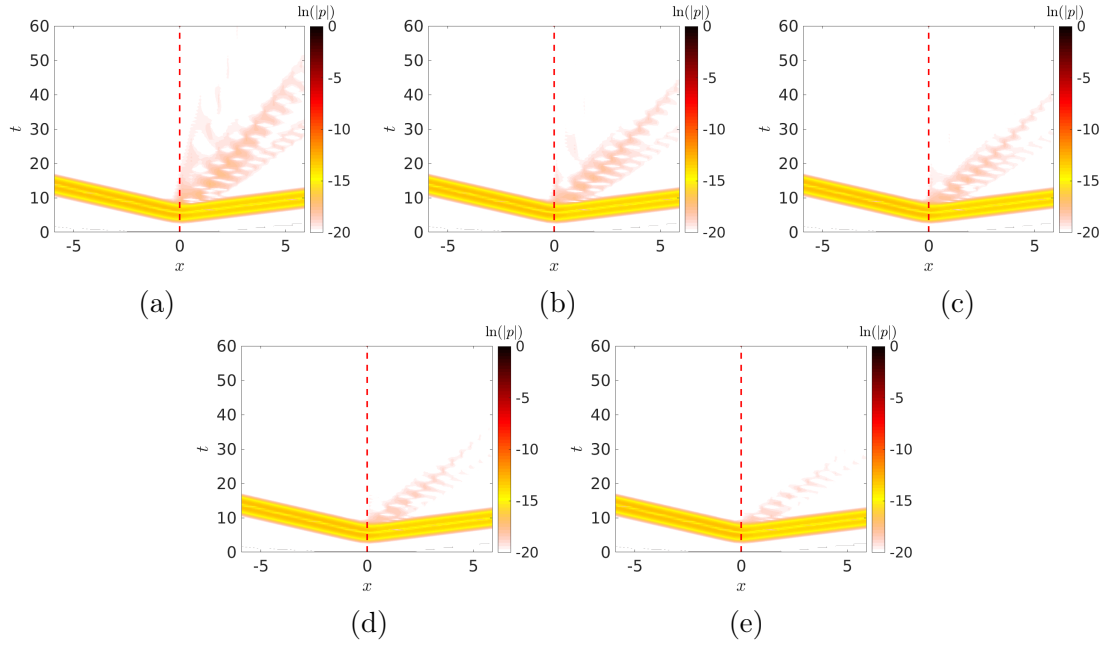 ln(|p|) ln(|p|) ln(|p|)
60 0 60 0 60 0
50 50 50
-5 -5 -5
40 40 40
t 30 -10 t 30 -10 t 30 -10
20 20 20
-15 -15 -15
10 10 10
0 -20 0 -20 0 -20
-5 0 5 -5 0 5 -5 0 5
x x x
(a) (b) (c)
ln(|p|) ln(|p|)
60 0 60 0
50 50
-5 -5
40 40
t 30 -10 t 30 -10
20 20
-15 -15
10 10
0 -20 0 -20
-5 0 5 -5 0 5
x x
(d) (e)